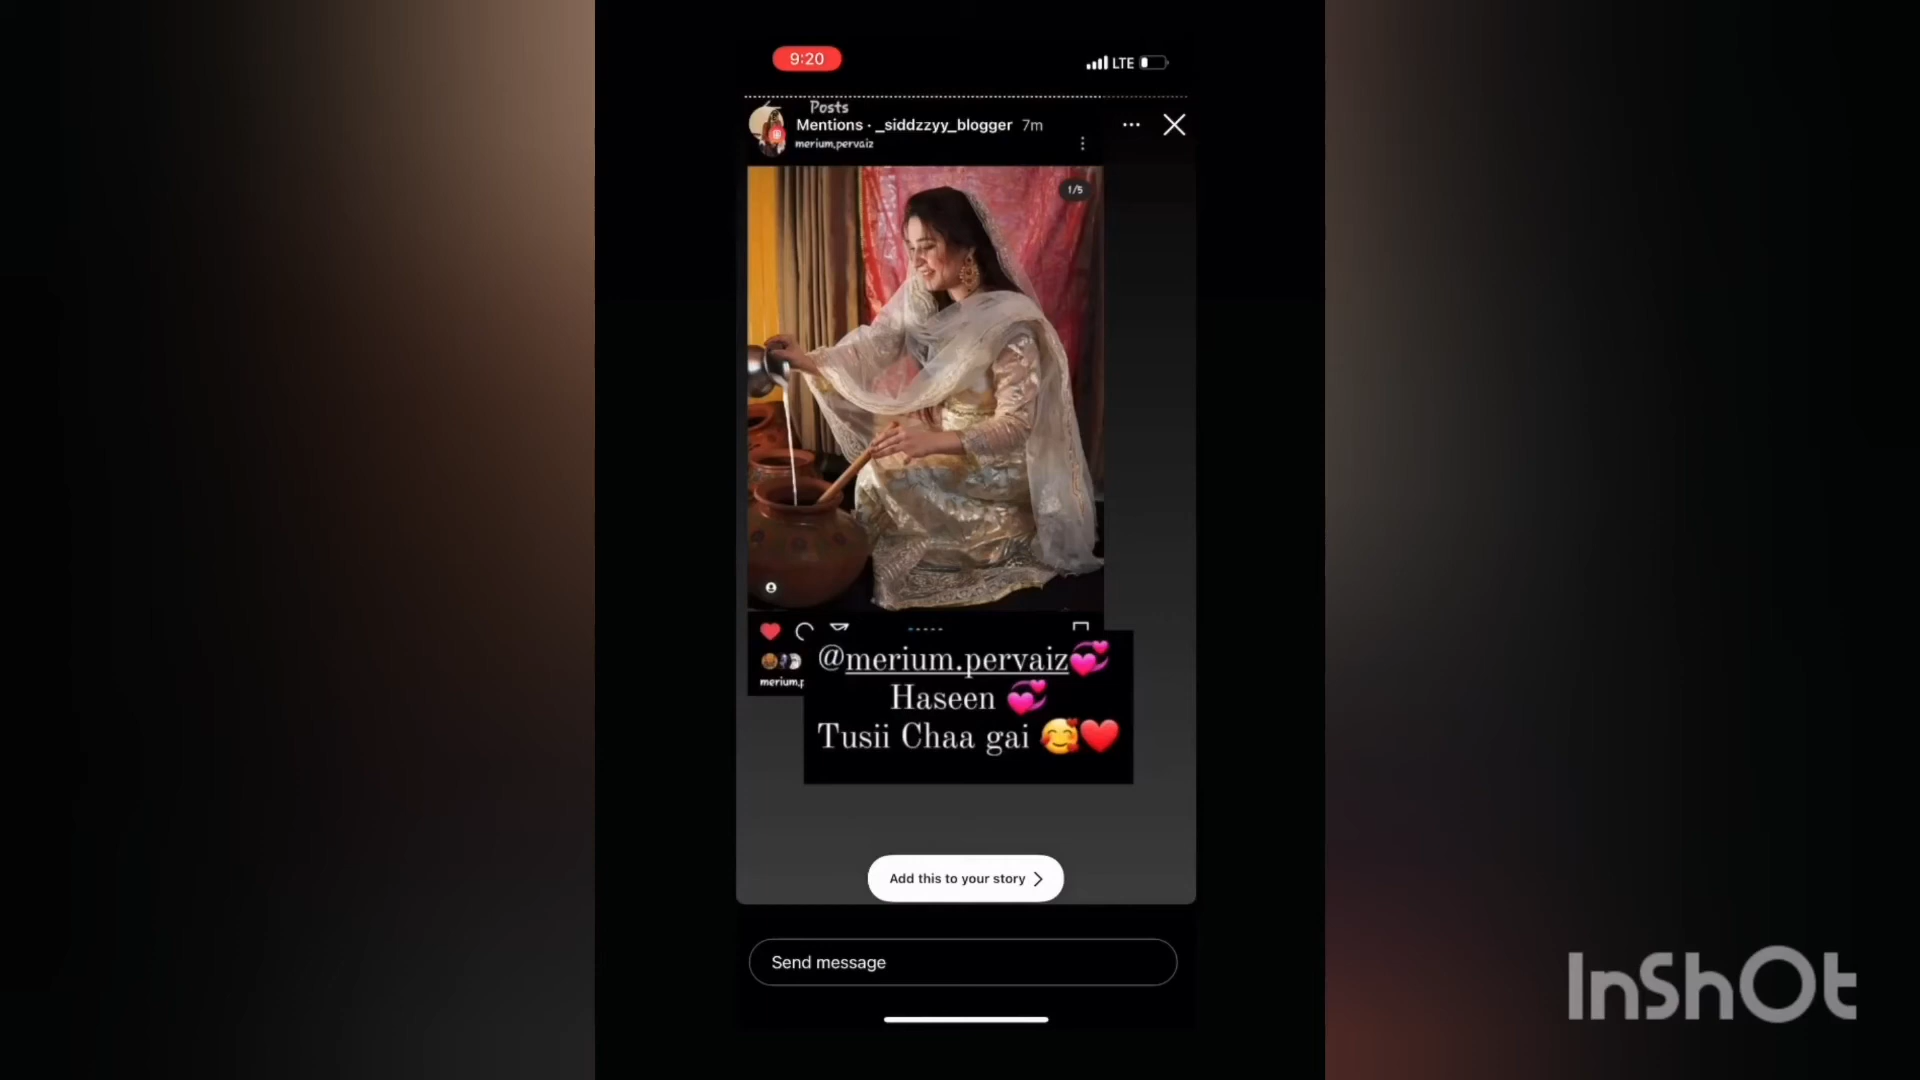 9:20
LTE
Posts
Mentions · _siddzzyy_blogger 7m
merium.pervaiz
1/5
@merium.pervaiz💞
Haseen 💞
Tusii Chaa gai 🥰❤️
merium.p
Add this to your story
Send message
InShOt